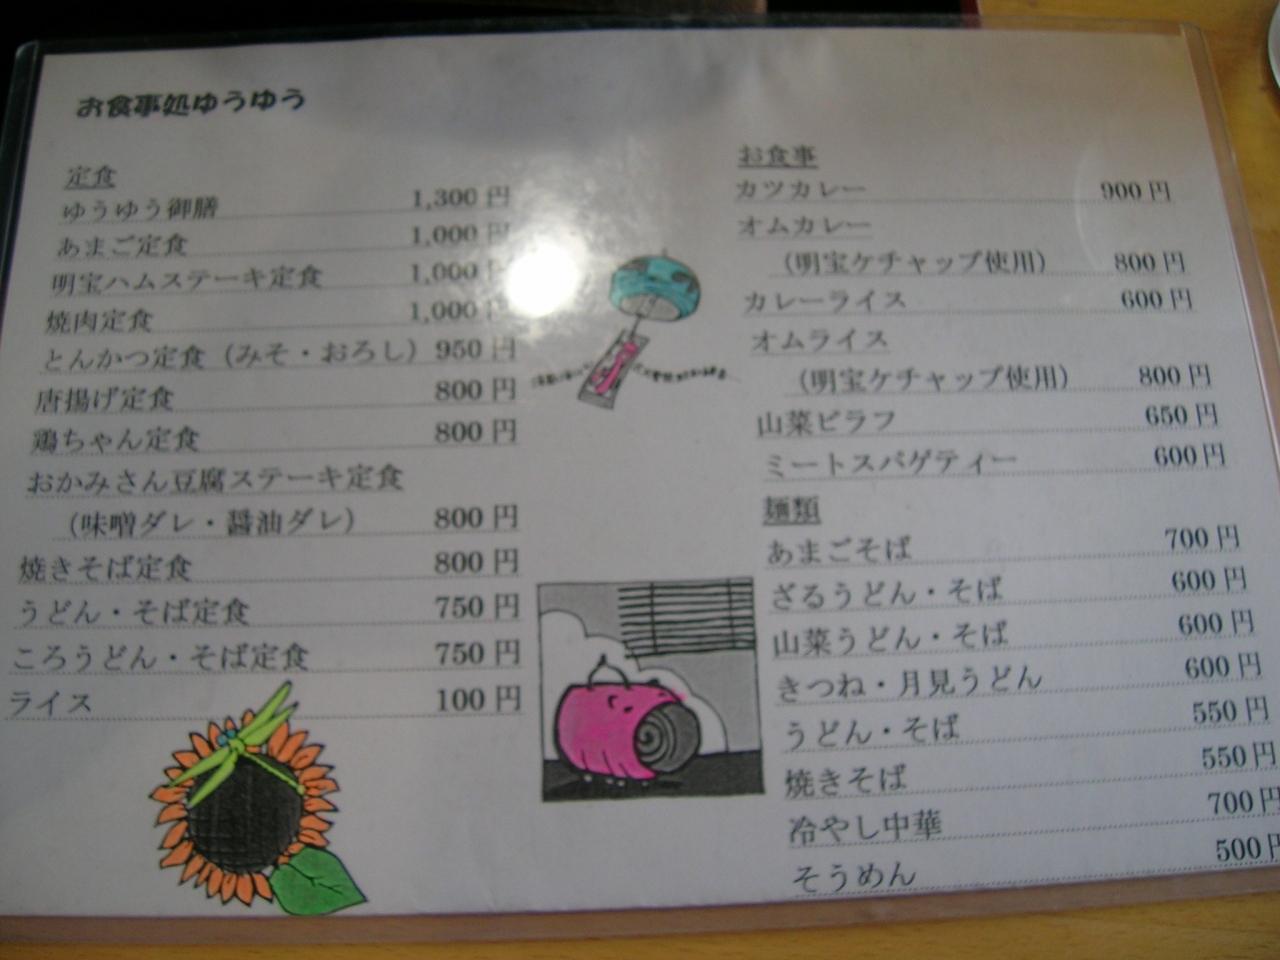 お食事処ゆうゆう
定食
ゆうゆう御膳 1,300円
あまご定食 1,000円
明宝ハムステーキ定食 1,000円
焼肉定食 1,000円
とんかつ定食（みそ・おろし） 950円
唐揚げ定食 800円
鶏ちゃん定食 800円
おかみさん豆腐ステーキ定食
（味噌ダレ・醤油ダレ） 800円
焼きそば定食 800円
うどん・そば定食 750円
ころうどん・そば定食 750円
ライス 100円
お食事
カツカレー 900円
オムカレー
（明宝ケチャップ使用） 800円
カレーライス 600円
オムライス
（明宝ケチャップ使用） 800円
山菜ピラフ 650円
ミートスパゲティー 600円
麺類
あまごそば 700円
ざるうどん・そば 600円
山菜うどん・そば 600円
きつね・月見うどん 600円
うどん・そば 550円
焼きそば 550円
冷やし中華 700円
そうめん 500円